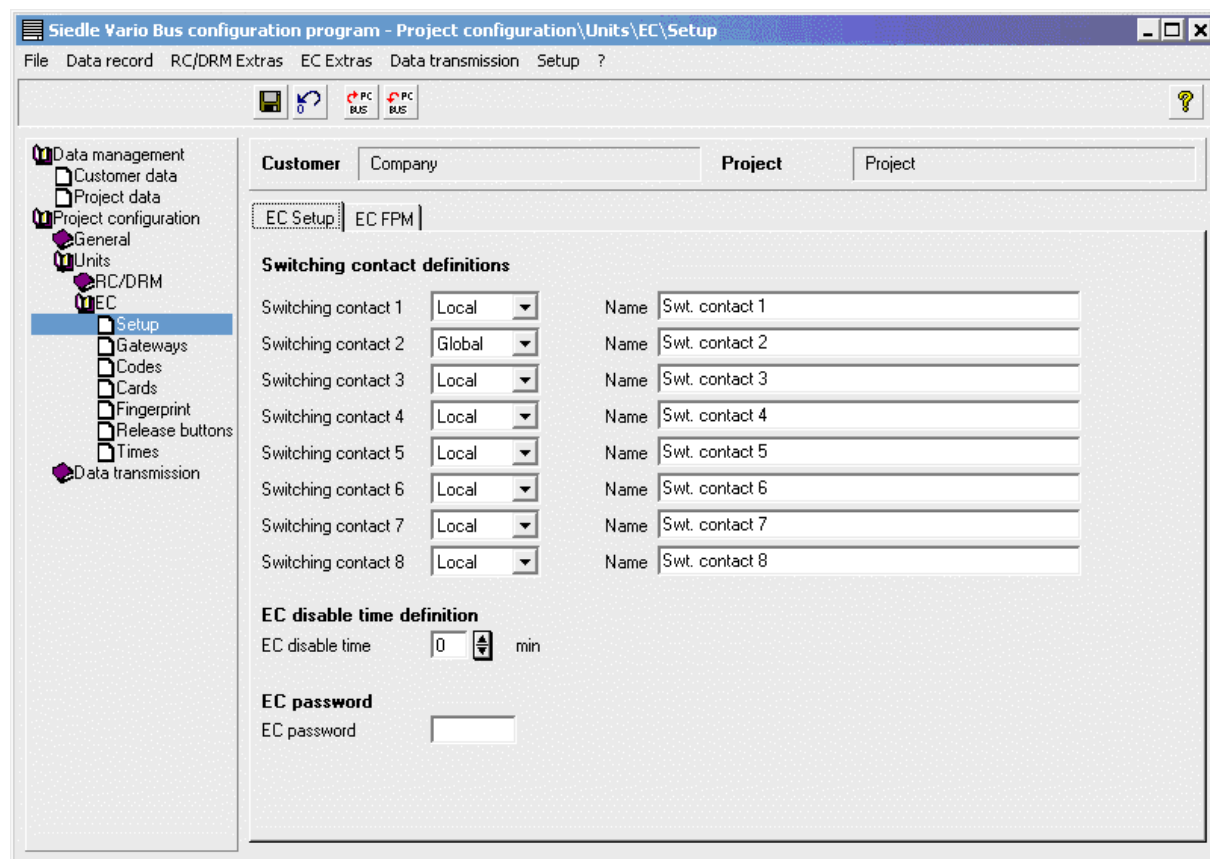 Siedle Vario Bus configuration program - Project configuration\Units\EC\Setup
File Data record RC/DRM Extras EC Extras Data transmission Setup ?
0 PC BUS PC BUS ?
Data management
Customer data
Project data
Project configuration
General
Units
RC/DRM
EC
Setup
Gateways
Codes
Cards
Fingerprint
Release buttons
Times
Data transmission
Customer Company Project Project
EC Setup EC FPM
Switching contact definitions
Switching contact 1 Local Name Swt. contact 1
Switching contact 2 Global Name Swt. contact 2
Switching contact 3 Local Name Swt. contact 3
Switching contact 4 Local Name Swt. contact 4
Switching contact 5 Local Name Swt. contact 5
Switching contact 6 Local Name Swt. contact 6
Switching contact 7 Local Name Swt. contact 7
Switching contact 8 Local Name Swt. contact 8
EC disable time definition
EC disable time 0 min
EC password
EC password